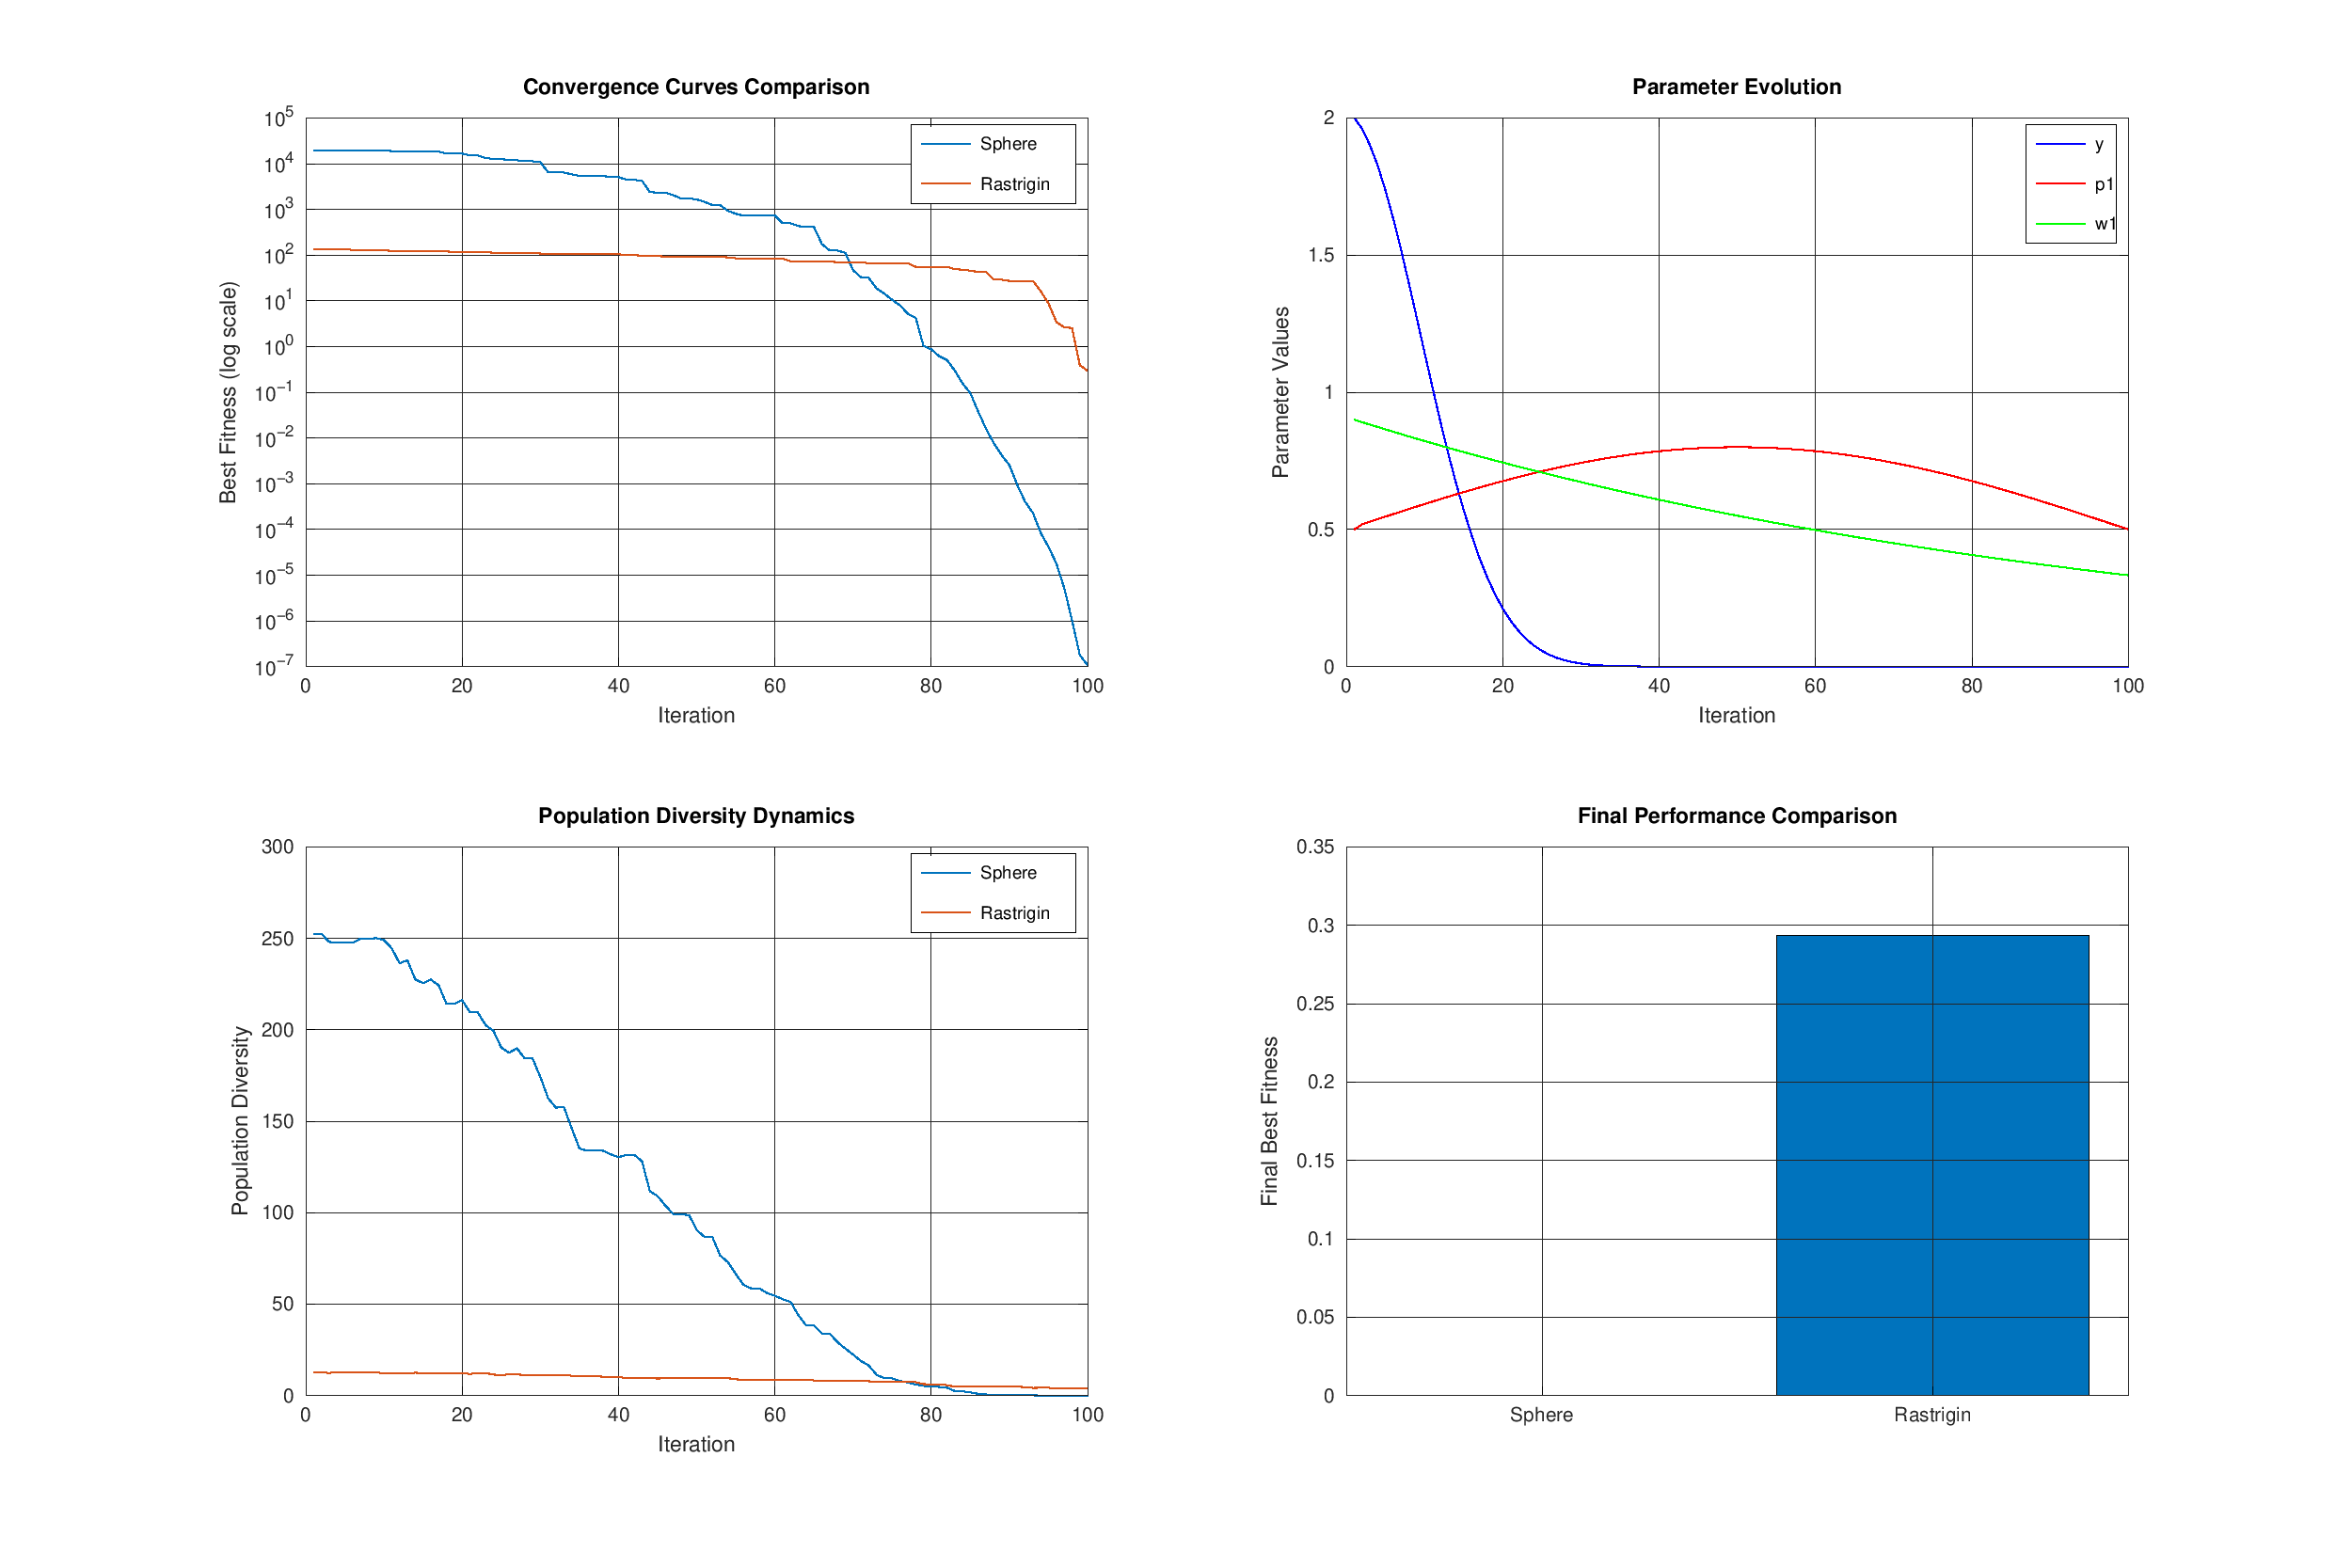 Convergence Curves Comparison
10^5
10^4
10^3
10^2
10^1
10^0
10^-1
10^-2
10^-3
10^-4
10^-5
10^-6
10^-7
Best Fitness (log scale)
Sphere
Rastrigin
0 20 40 60 80 100
Iteration
Parameter Evolution
2
1.5
1
0.5
0
Parameter Values
y
p1
w1
0 20 40 60 80 100
Iteration
Population Diversity Dynamics
300
250
200
150
100
50
0
Population Diversity
Sphere
Rastrigin
0 20 40 60 80 100
Iteration
Final Performance Comparison
0.35
0.3
0.25
0.2
0.15
0.1
0.05
0
Final Best Fitness
Sphere Rastrigin